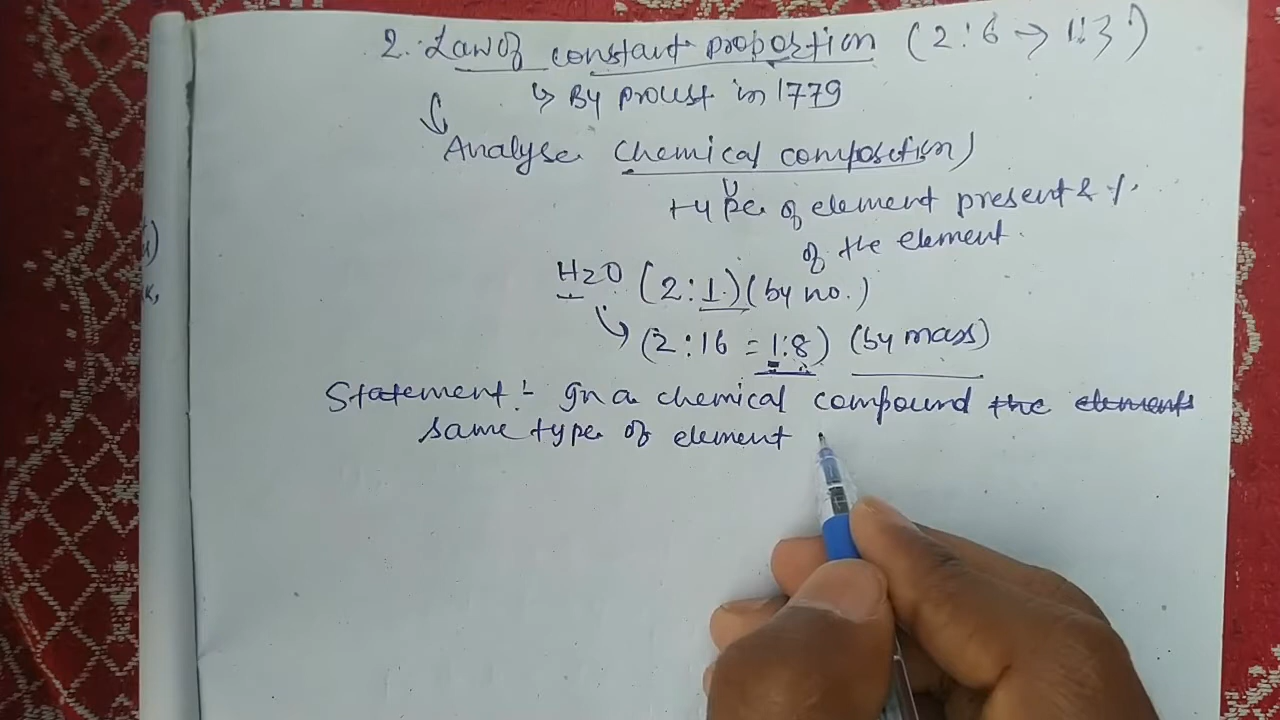 2. Law of constant proportion (2:6 → 1:3)
↳ By proust in 1779
Analyse chemical composition)
type of element present & %
of the element.
H2O (2:1) (by no.)
(2:16 = 1:8) (by mass)
Statement :- In a chemical compound the elements
same type of element